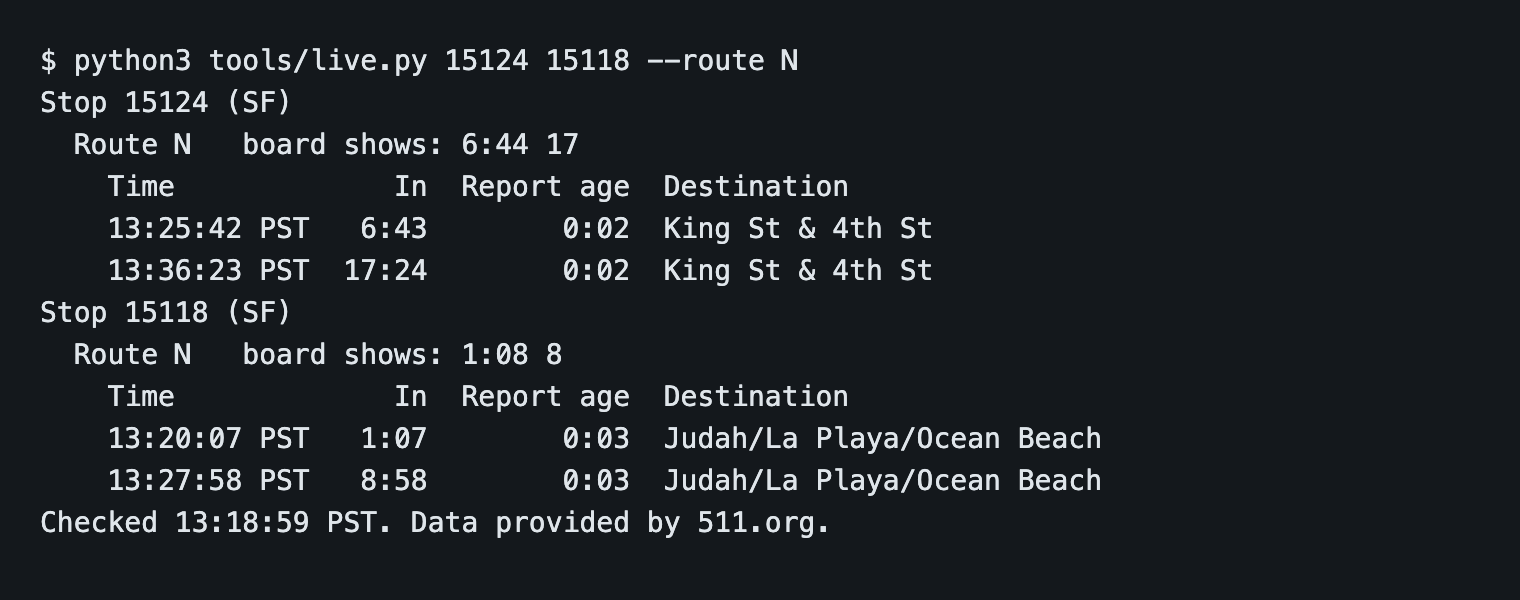 $ python3 tools/live.py 15124 15118 --route N
Stop 15124 (SF)
  Route N   board shows: 6:44 17
    Time             In  Report age  Destination
    13:25:42 PST   6:43        0:02  King St & 4th St
    13:36:23 PST  17:24        0:02  King St & 4th St
Stop 15118 (SF)
  Route N   board shows: 1:08 8
    Time             In  Report age  Destination
    13:20:07 PST   1:07        0:03  Judah/La Playa/Ocean Beach
    13:27:58 PST   8:58        0:03  Judah/La Playa/Ocean Beach
Checked 13:18:59 PST. Data provided by 511.org.